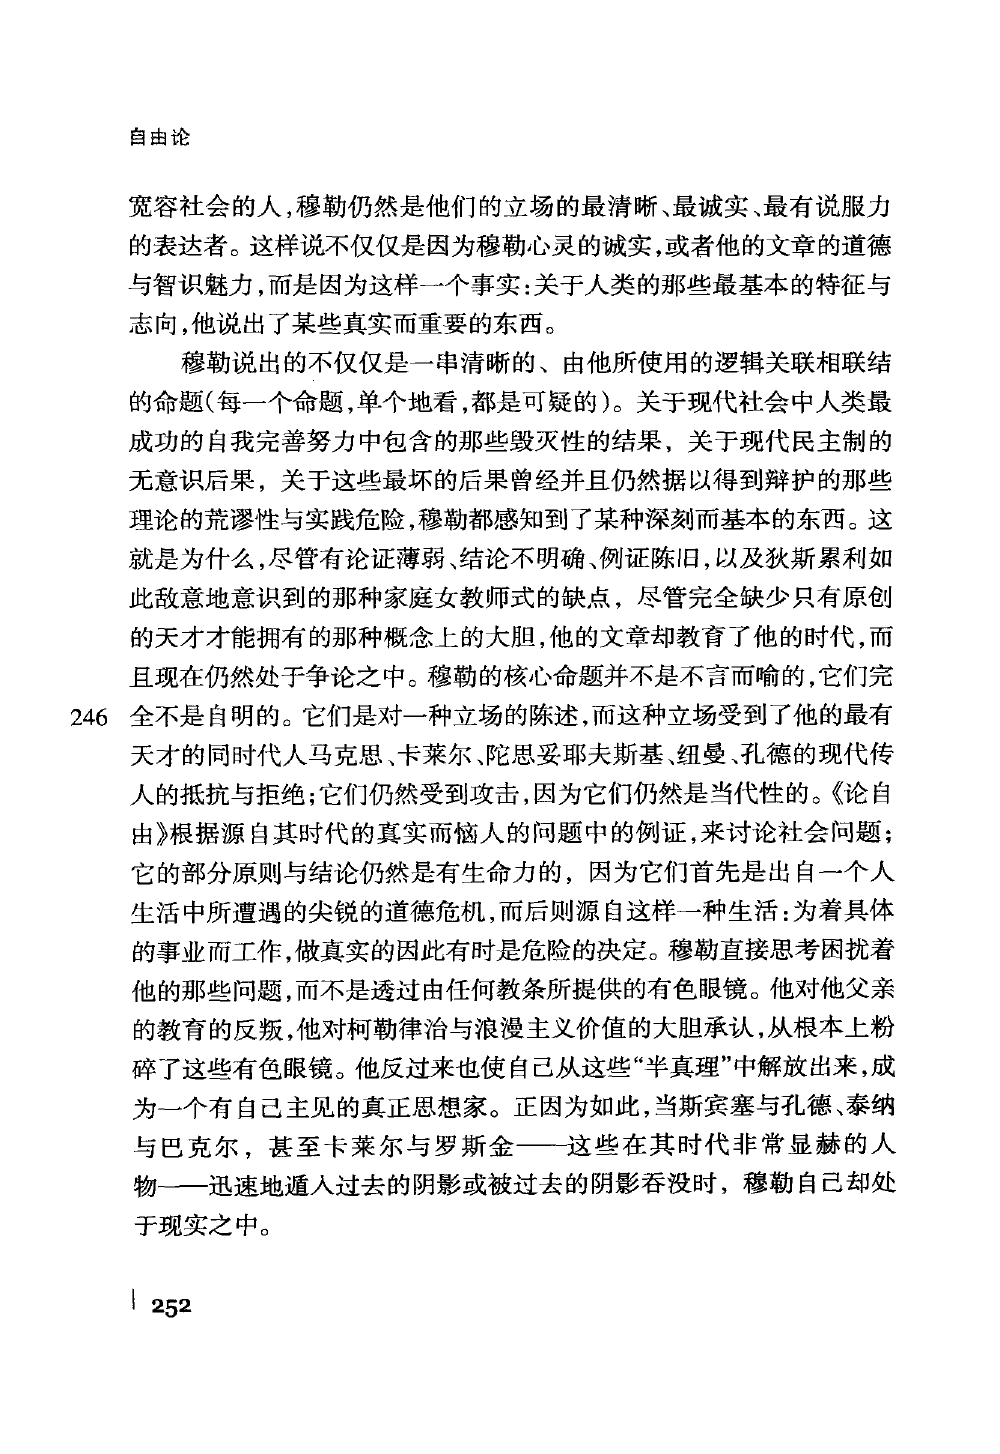 自由论
宽容社会的人,穆勒仍然是他们的立场的最清晰、最诚实、最有说服力
的表达者。这样说不仅仅是因为穆勒心灵的诚实,或者他的文章的道德
与智识魅力,而是因为这样一个事实:关于人类的那些最基本的特征与
志向,他说出了某些真实而重要的东西。
穆勒说出的不仅仅是一串清晰的、由他所使用的逻辑关联相联结
的命题(每一个命题,单个地看,都是可疑的)。关于现代社会中人类最
成功的自我完善努力中包含的那些毁灭性的结果,关于现代民主制的
无意识后果,关于这些最坏的后果曾经并且仍然据以得到辩护的那些
理论的荒谬性与实践危险,穆勒都感知到了某种深刻而基本的东西。这
就是为什么,尽管有论证薄弱、结论不明确、例证陈旧,以及狄斯累利如
此敌意地意识到的那种家庭女教师式的缺点,尽管完全缺少只有原创
的天才才能拥有的那种概念上的大胆,他的文章却教育了他的时代,而
且现在仍然处于争论之中。穆勒的核心命题并不是不言而喻的,它们完
246 全不是自明的。它们是对一种立场的陈述,而这种立场受到了他的最有
天才的同时代人马克思、卡莱尔、陀思妥耶夫斯基、纽曼、孔德的现代传
人的抵抗与拒绝;它们仍然受到攻击,因为它们仍然是当代性的。《论自
由》根据源自其时代的真实而恼人的问题中的例证,来讨论社会问题;
它的部分原则与结论仍然是有生命力的,因为它们首先是出自一个人
生活中所遭遇的尖锐的道德危机,而后则源自这样一种生活:为着具体
的事业而工作,做真实的因此有时是危险的决定。穆勒直接思考困扰着
他的那些问题,而不是透过由任何教条所提供的有色眼镜。他对他父亲
的教育的反叛,他对柯勒律治与浪漫主义价值的大胆承认,从根本上粉
碎了这些有色眼镜。他反过来也使自己从这些“半真理”中解放出来,成
为一个有自己主见的真正思想家。正因为如此,当斯宾塞与孔德、泰纳
与巴克尔,甚至卡莱尔与罗斯金——这些在其时代非常显赫的人
物——迅速地遁入过去的阴影或被过去的阴影吞没时,穆勒自己却处
于现实之中。
252